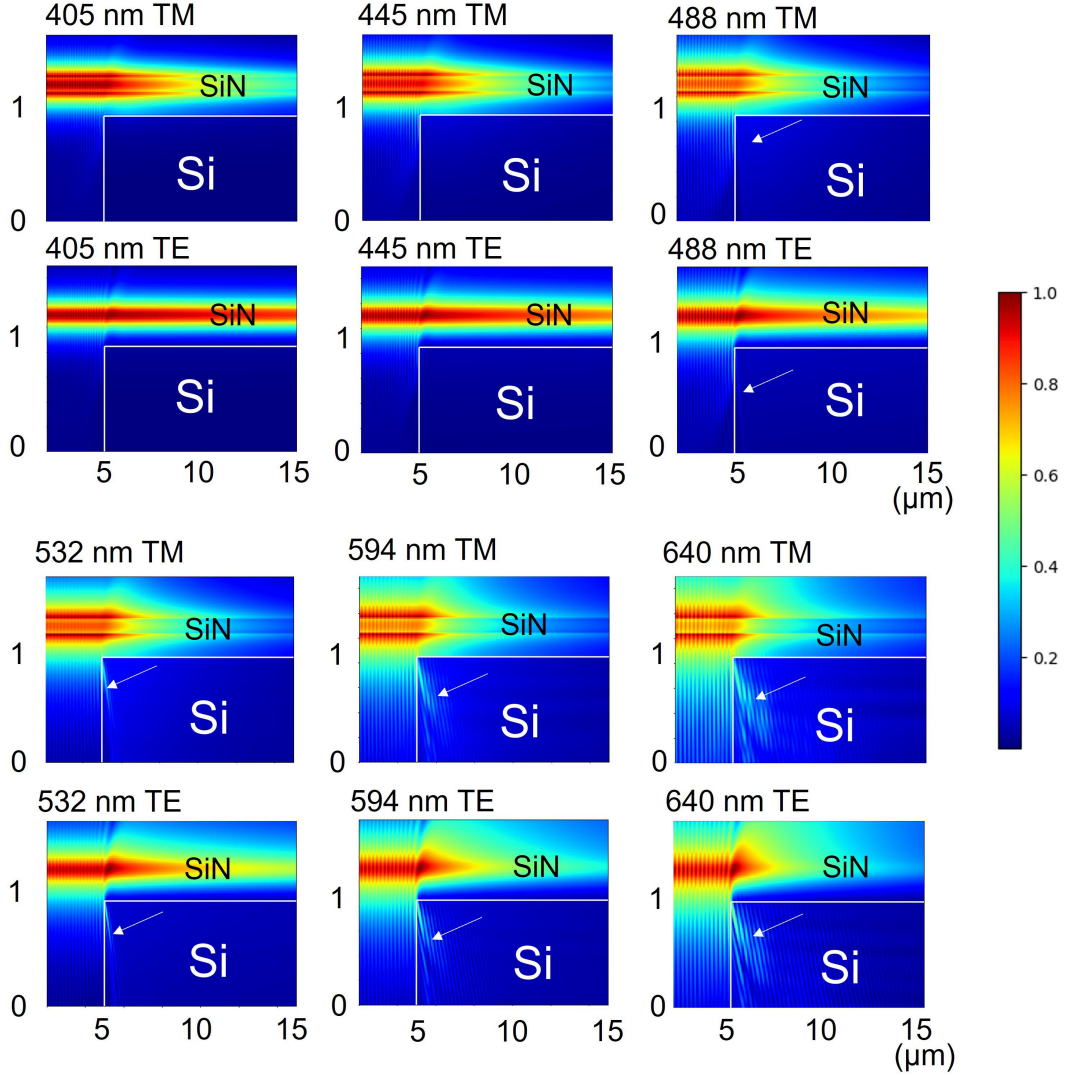 405 nm TM 445 nm TM 488 nm TM
SiN SiN SiN
1 1 1
Si Si Si
0 0 0
405 nm TE 445 nm TE 488 nm TE
1.0
SiN SiN SiN
1 1 1
0.8
Si Si Si
0 0 0
5 10 15 5 10 15 5 10 15
0.6
(μm)
532 nm TM 594 nm TM 640 nm TM
0.4
SiN SiN SiN
1 1 1
0.2
Si Si Si
0 0 0
532 nm TE 594 nm TE 640 nm TE
SiN SiN SiN
1 1 1
Si Si Si
0 0 0
5 10 15 5 10 15 5 10 15
(μm)